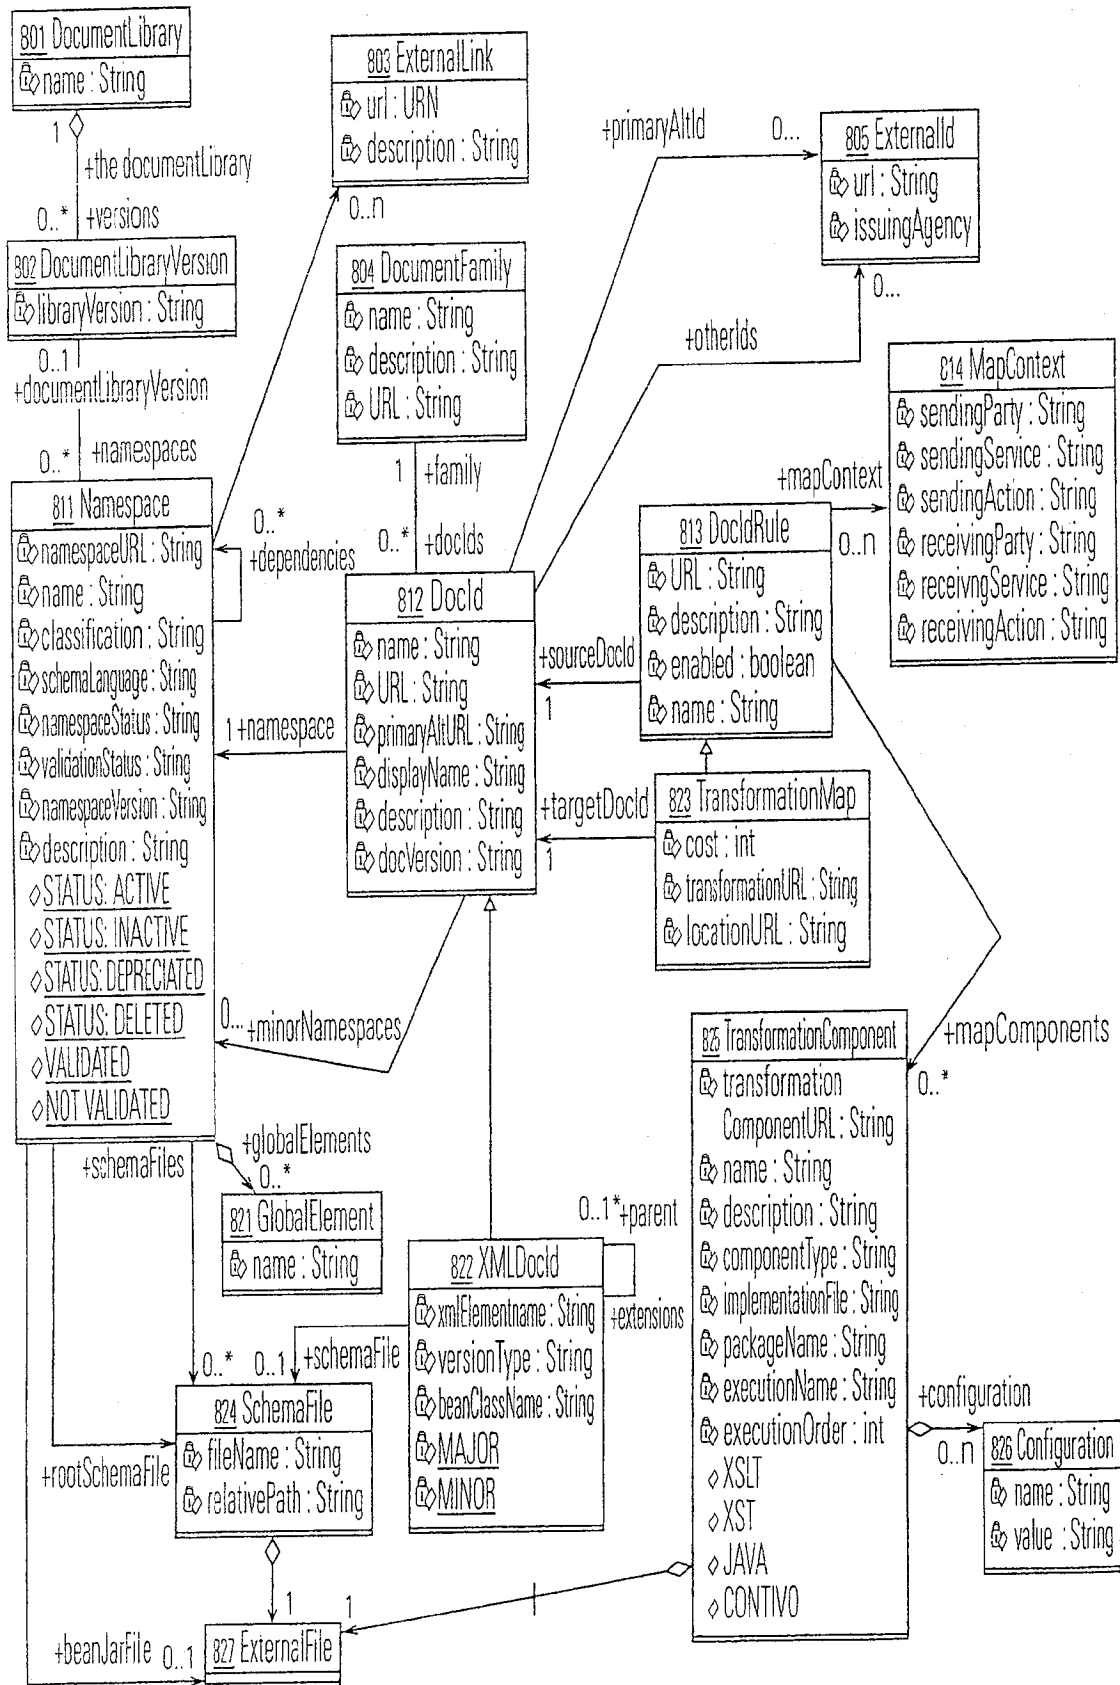 801 DocumentLibrary
name : String
1
+the documentLibrary
0..* +versions
802 DocumentLibraryVersion
libraryVersion : String
0..1
+documentLibraryVersion
0..* +namespaces
803 ExternalLink
url : URN
description : String
0..n
804 DocumentFamily
name : String
description : String
URL : String
1 +family
0..* +docIds
+primaryAltId 0...
805 ExternalId
url : String
issuingAgency
0...
+otherIds
814 MapContext
sendingParty : String
sendingService : String
sendingAction : String
receivingParty : String
receivngService : String
receivingAction : String
+mapContext
0..n
811 Namespace
namespaceURL : String
name : String
classification : String
schemaLanguage : String
namespaceStatus : String
validationStatus : String
namespaceVersion : String
description : String
STATUS: ACTIVE
STATUS: INACTIVE
STATUS: DEPRECIATED
STATUS: DELETED
VALIDATED
NOT VALIDATED
0..*
+dependencies
1 +namespace
812 DocId
name : String
URL : String
primaryAltURL : String
displayName : String
description : String
docVersion : String
813 DocIdRule
URL : String
description : String
enabled : boolean
name : String
+sourceDocId
1
+targetDocId
1
823 TransformationMap
cost : int
transformationURL : String
locationURL : String
0... +minorNamespaces
+mapComponents
0..*
825 TransformationComponent
transformation
ComponentURL : String
name : String
description : String
componentType : String
implementationFile : String
packageName : String
executionName : String
executionOrder : int
XSLT
XST
JAVA
CONTIVO
+schemaFiles
+globalElements
0..*
821 GlobalElement
name : String
0..1* +parent
822 XMLDocId
xmlElementname : String
versionType : String
beanClassName : String
MAJOR
MINOR
+extensions
0..* 0..1 +schemaFile
824 SchemaFile
fileName : String
relativePath : String
+rootSchemaFile
+configuration
0..n
826 Configuration
name : String
value : String
1
1
+beanJarFile 0..1
827 ExternalFile